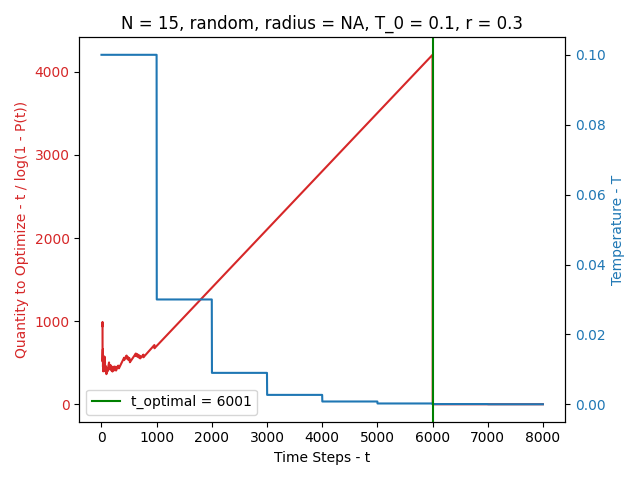 N = 15, random, radius = NA, T_0 = 0.1, r = 0.3
Quantity to Optimize - t / log(1 - P(t))
4000
3000
2000
1000
0
0.10
0.08
0.06
0.04
0.02
0.00
Temperature - T
t_optimal = 6001
0 1000 2000 3000 4000 5000 6000 7000 8000
Time Steps - t